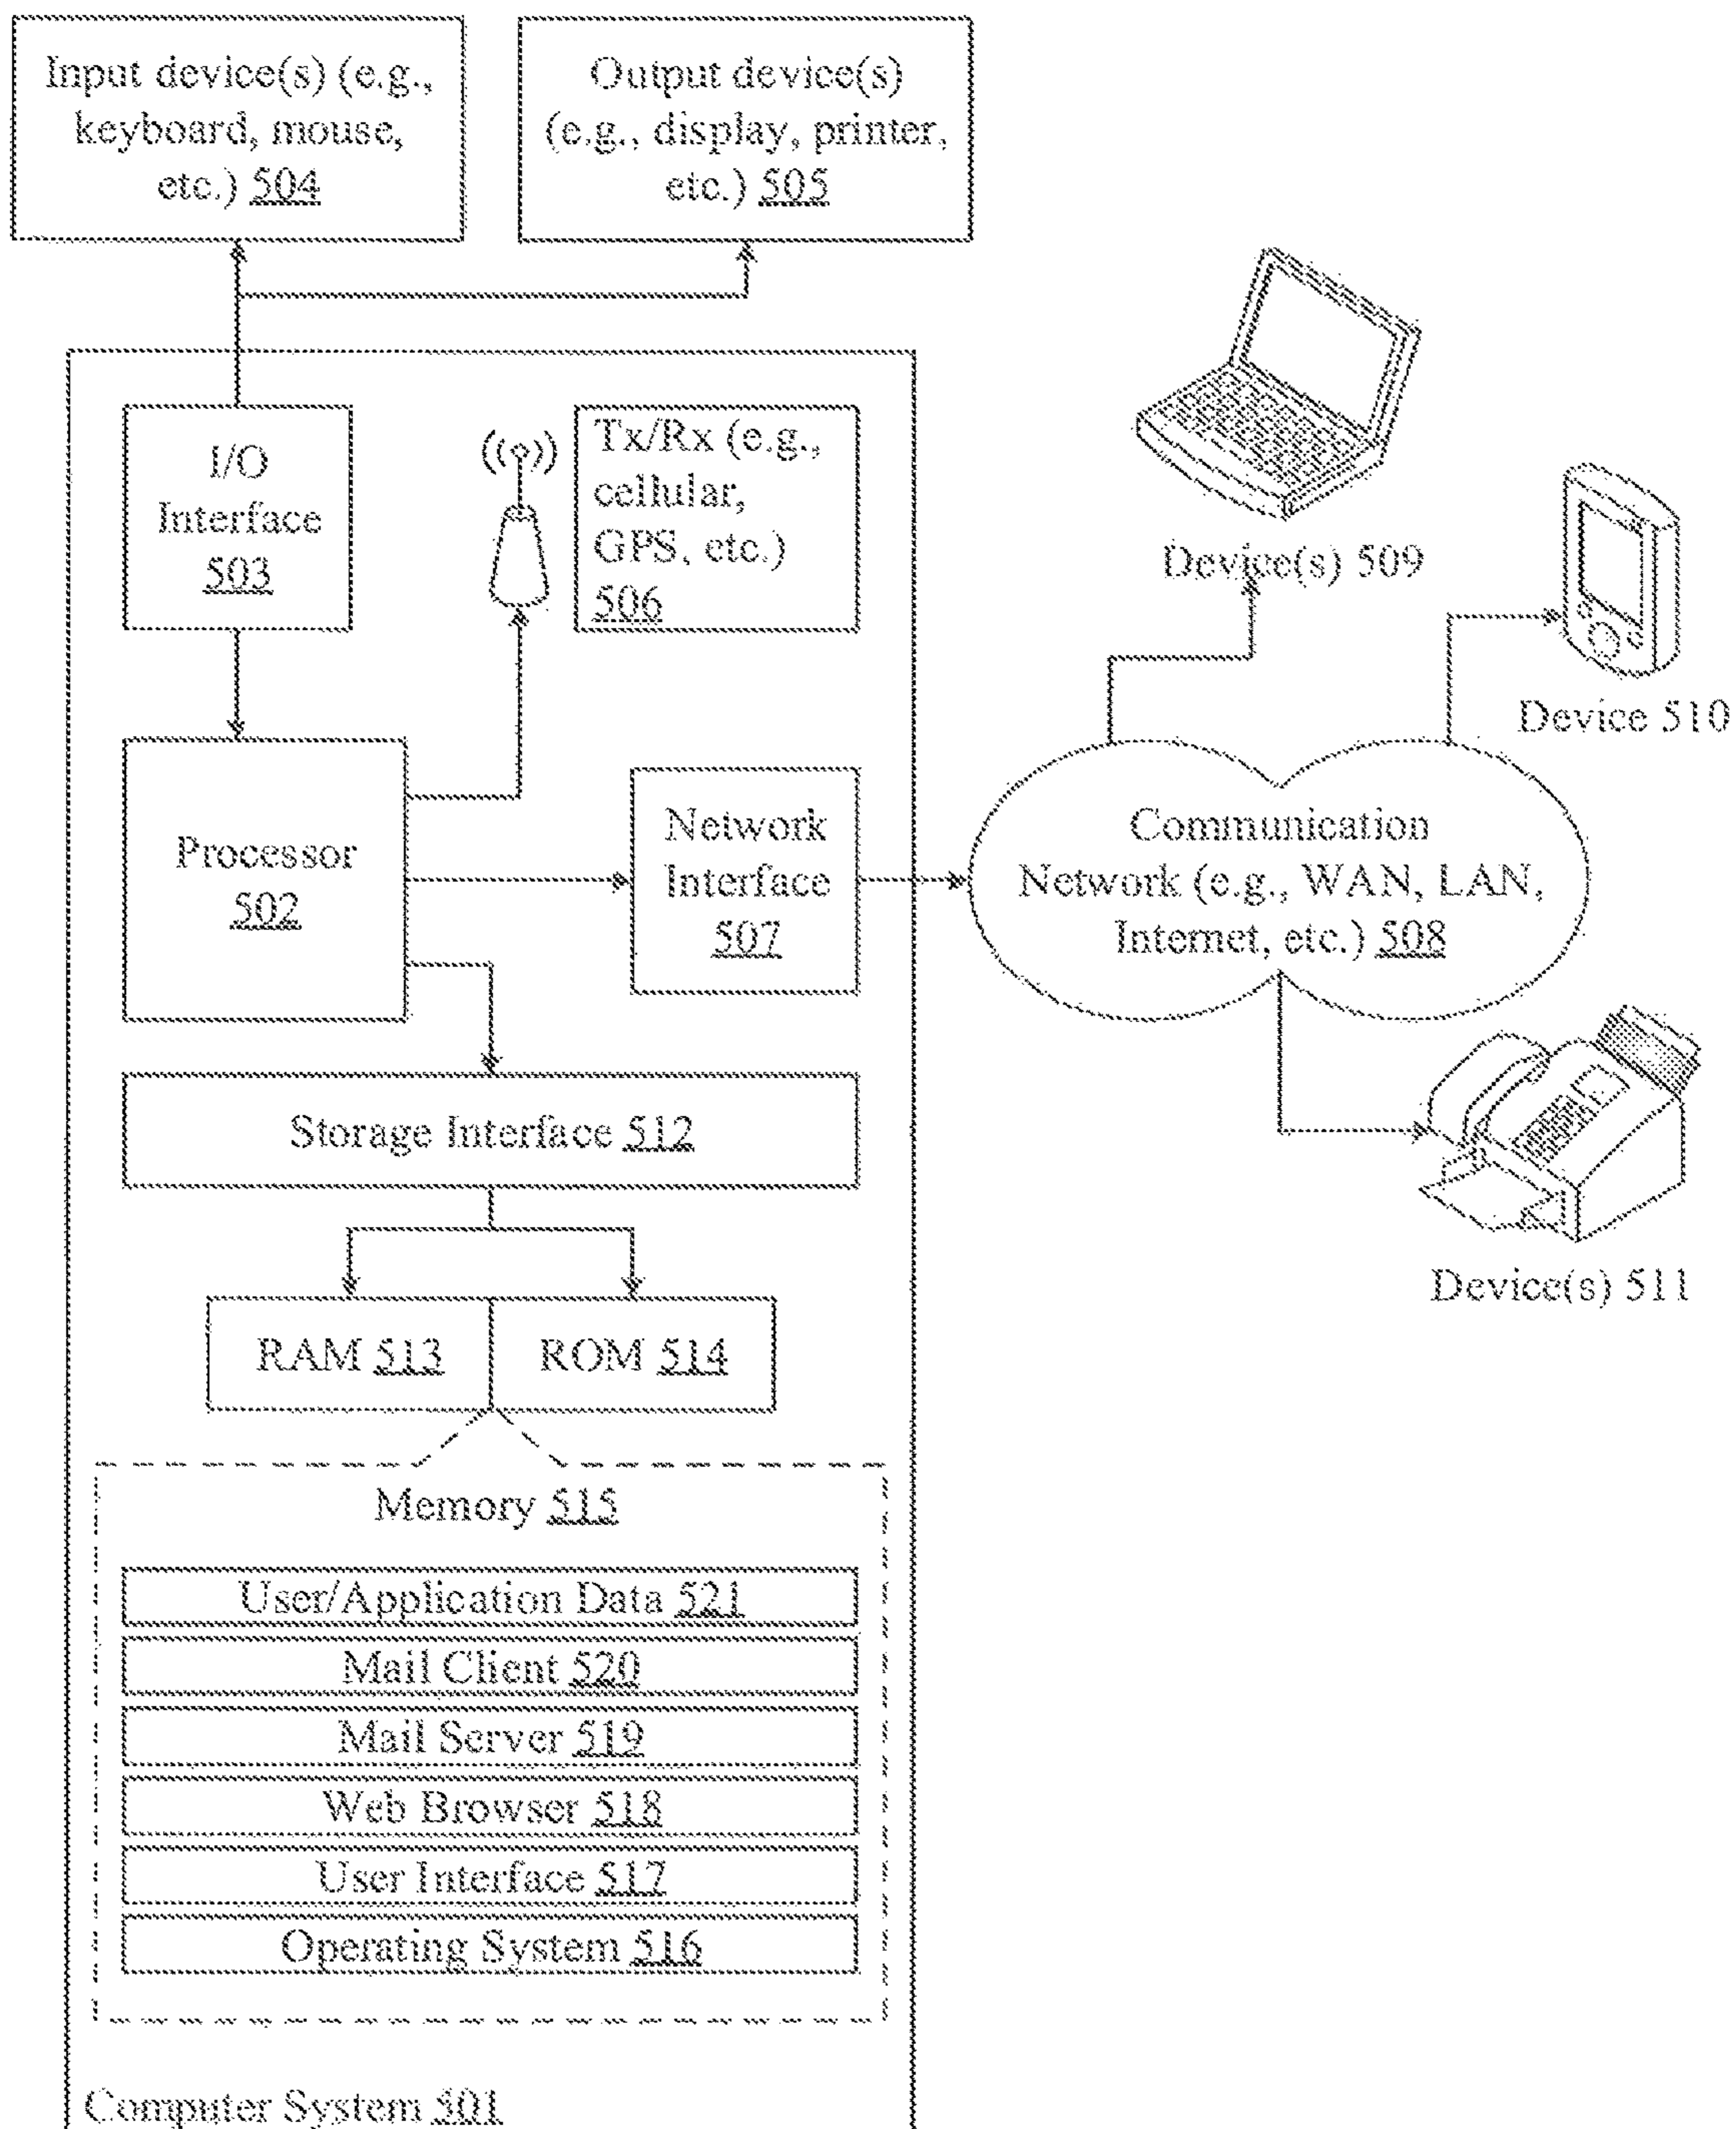 Input device(s) (e.g.,
keyboard, mouse,
etc.) 504
Output device(s)
(e.g., display, printer,
etc.) 505
I/O
Interface
503
Tx/Rx (e.g.,
cellular,
GPS, etc.)
506
Device(s) 509
Device 510
Processor
502
Network
Interface
507
Communication
Network (e.g., WAN, LAN,
Internet, etc.) 508
Storage Interface 512
Device(s) 511
RAM 513
ROM 514
Memory 515
User/Application Data 521
Mail Client 520
Mail Server 519
Web Browser 518
User Interface 517
Operating System 516
Computer System 501